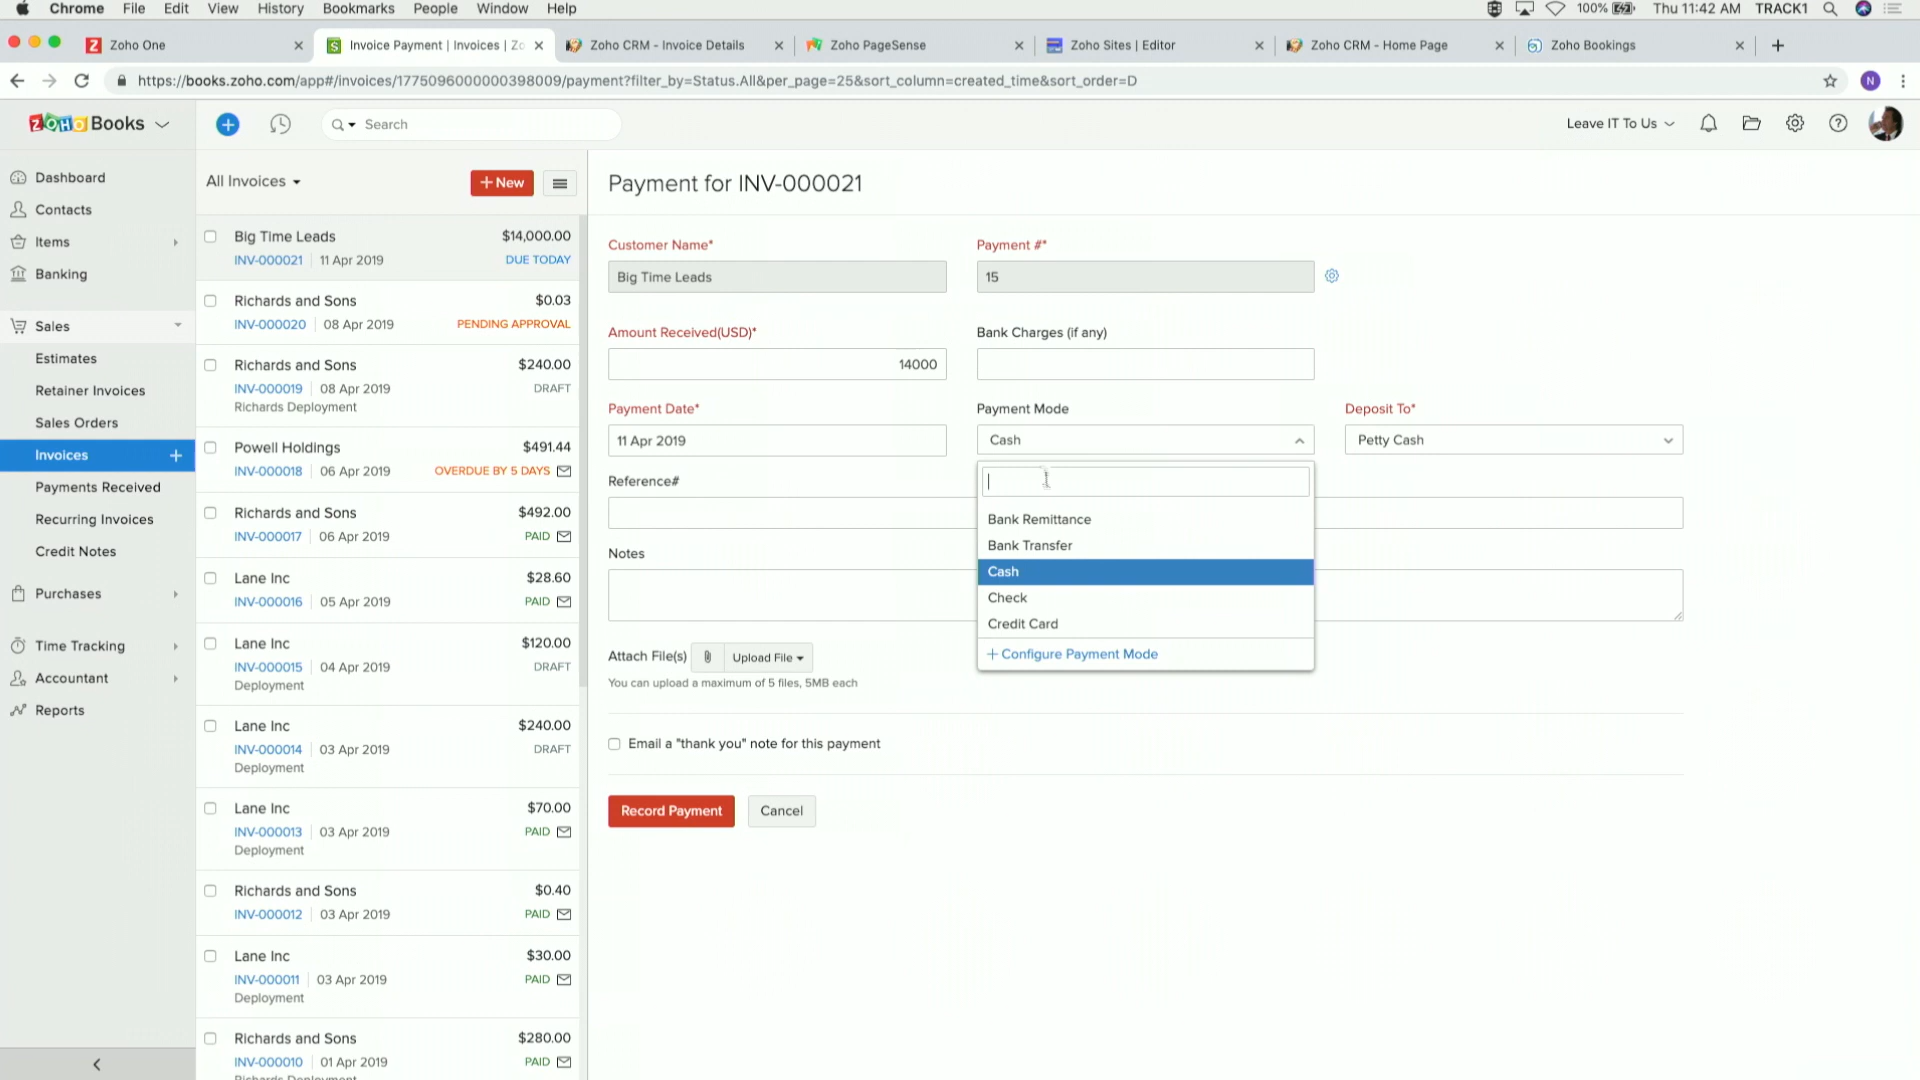 Chrome File Edit View History Bookmarks People Window Help 100% Thu 11:42 AM TRACK1
Zoho One
Invoice Payment | Invoices | Zo
Zoho CRM - Invoice Details
Zoho PageSense
Zoho Sites | Editor
Zoho CRM - Home Page
Zoho Bookings
https://books.zoho.com/app#/invoices/1775096000000398009/payment?filter_by=Status.All&per_page=25&sort_column=created_time&sort_order=D
N
ZOHO Books
Search
Leave IT To Us
Dashboard
Contacts
Items
Banking
Sales
Estimates
Retainer Invoices
Sales Orders
Invoices +
Payments Received
Recurring Invoices
Credit Notes
Purchases
Time Tracking
Accountant
Reports
All Invoices
+ New
Big Time Leads $14,000.00
INV-000021 11 Apr 2019 DUE TODAY
Richards and Sons $0.03
INV-000020 08 Apr 2019 PENDING APPROVAL
Richards and Sons $240.00
INV-000019 08 Apr 2019 DRAFT
Richards Deployment
Powell Holdings $491.44
INV-000018 06 Apr 2019 OVERDUE BY 5 DAYS
Richards and Sons $492.00
INV-000017 06 Apr 2019 PAID
Lane Inc $28.60
INV-000016 05 Apr 2019 PAID
Lane Inc $120.00
INV-000015 04 Apr 2019 DRAFT
Deployment
Lane Inc $240.00
INV-000014 03 Apr 2019 DRAFT
Deployment
Lane Inc $70.00
INV-000013 03 Apr 2019 PAID
Deployment
Richards and Sons $0.40
INV-000012 03 Apr 2019 PAID
Lane Inc $30.00
INV-000011 03 Apr 2019 PAID
Deployment
Richards and Sons $280.00
INV-000010 01 Apr 2019 PAID
Richards Deployment
Payment for INV-000021
Customer Name* Payment #*
Big Time Leads 15
Amount Received(USD)* Bank Charges (if any)
14000
Payment Date* Payment Mode Deposit To*
11 Apr 2019 Cash Petty Cash
Reference#
Bank Remittance
Bank Transfer
Cash
Check
Credit Card
+ Configure Payment Mode
Notes
Attach File(s) Upload File
You can upload a maximum of 5 files, 5MB each
Email a "thank you" note for this payment
Record Payment Cancel